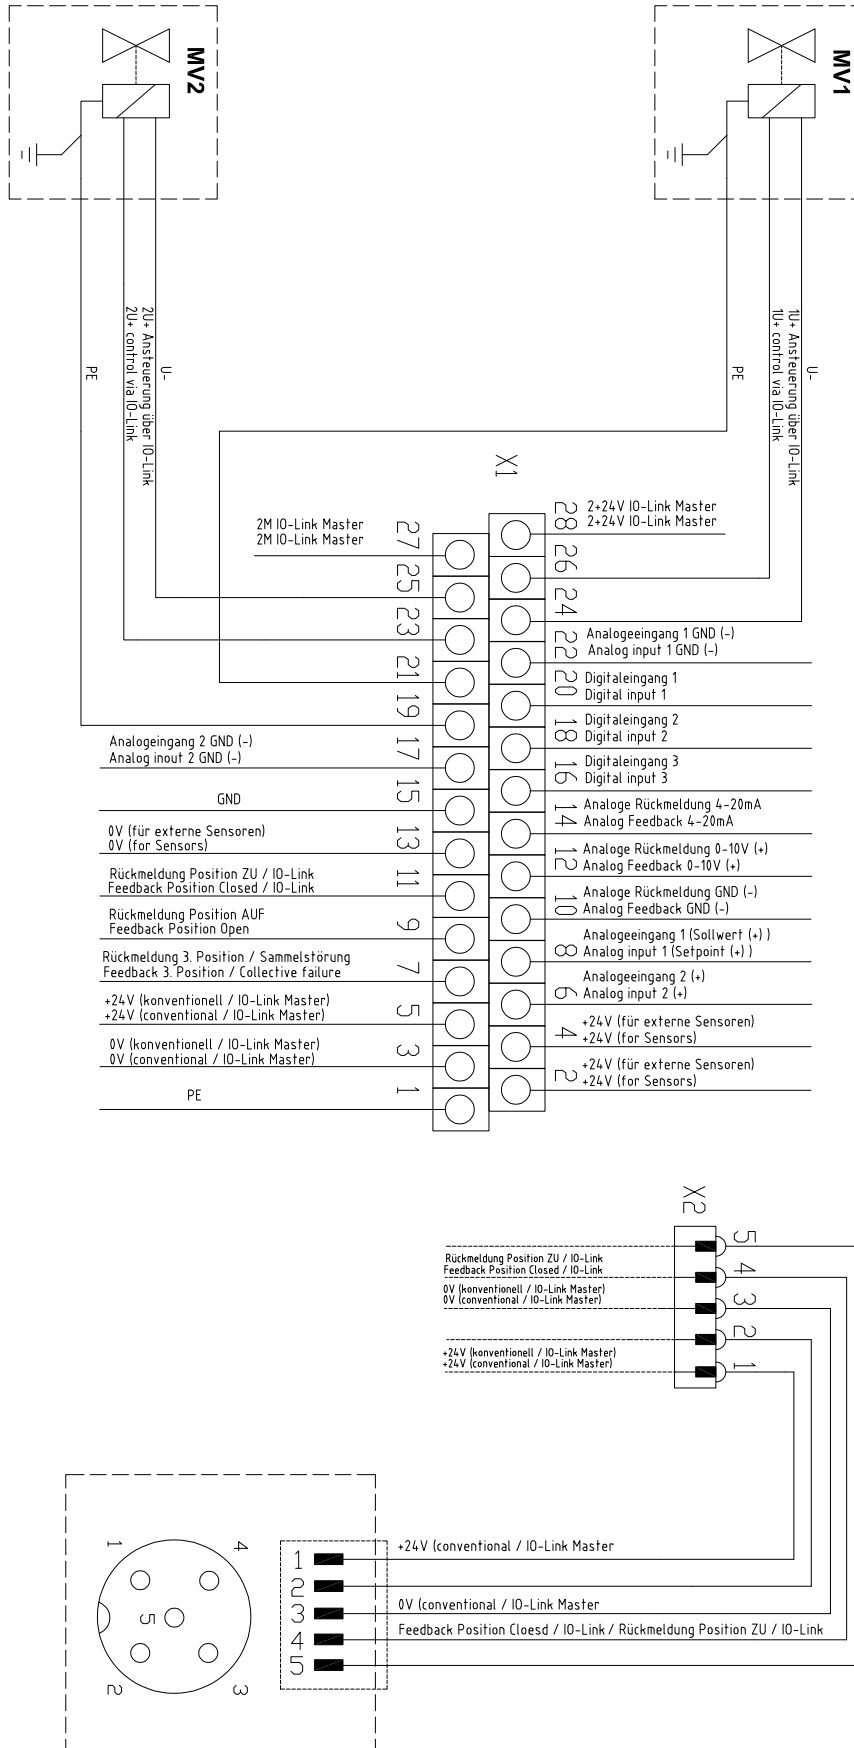 MV2
MV1
2U+ Ansteuerung über IO-Link
2U+ control via IO-Link
U-
PE
1U+ Ansteuerung über IO-Link
1U+ control via IO-Link
U-
PE
X1
27
2M IO-Link Master
2M IO-Link Master
25
23
21
19
17
Analogeingang 2 GND (-)
Analog inout 2 GND (-)
15
GND
13
0V (für externe Sensoren)
0V (for Sensors)
11
Rückmeldung Position ZU / IO-Link
Feedback Position Closed / IO-Link
9
Rückmeldung Position AUF
Feedback Position Open
7
Rückmeldung 3. Position / Sammelstörung
Feedback 3. Position / Collective failure
5
+24V (konventionell / IO-Link Master)
+24V (conventional / IO-Link Master)
3
0V (konventionell / IO-Link Master)
0V (conventional / IO-Link Master)
1
PE
28
2+24V IO-Link Master
2+24V IO-Link Master
26
24
22
Analogeeingang 1 GND (-)
Analog input 1 GND (-)
20
Digitaleingang 1
Digital input 1
18
Digitaleingang 2
Digital input 2
16
Digitaleingang 3
Digital input 3
14
Analoge Rückmeldung 4-20mA
Analog Feedback 4-20mA
12
Analoge Rückmeldung 0-10V (+)
Analog Feedback 0-10V (+)
10
Analoge Rückmeldung GND (-)
Analog Feedback GND (-)
8
Analogeeingang 1 (Sollwert (+) )
Analog input 1 (Setpoint (+) )
6
Analogeeingang 2 (+)
Analog input 2 (+)
4
+24V (für externe Sensoren)
+24V (for Sensors)
2
+24V (für externe Sensoren)
+24V (for Sensors)
X2
5
Rückmeldung Position ZU / IO-Link
Feedback Position Closed / IO-Link
4
0V (konventionell / IO-Link Master)
0V (conventional / IO-Link Master)
3
2
+24V (konventionell / IO-Link Master)
+24V (conventional / IO-Link Master)
1
1
4
5
2
3
1
+24V (conventional / IO-Link Master
2
3
0V (conventional / IO-Link Master
4
Feedback Position Cloesd / IO-Link / Rückmeldung Position ZU / IO-Link
5